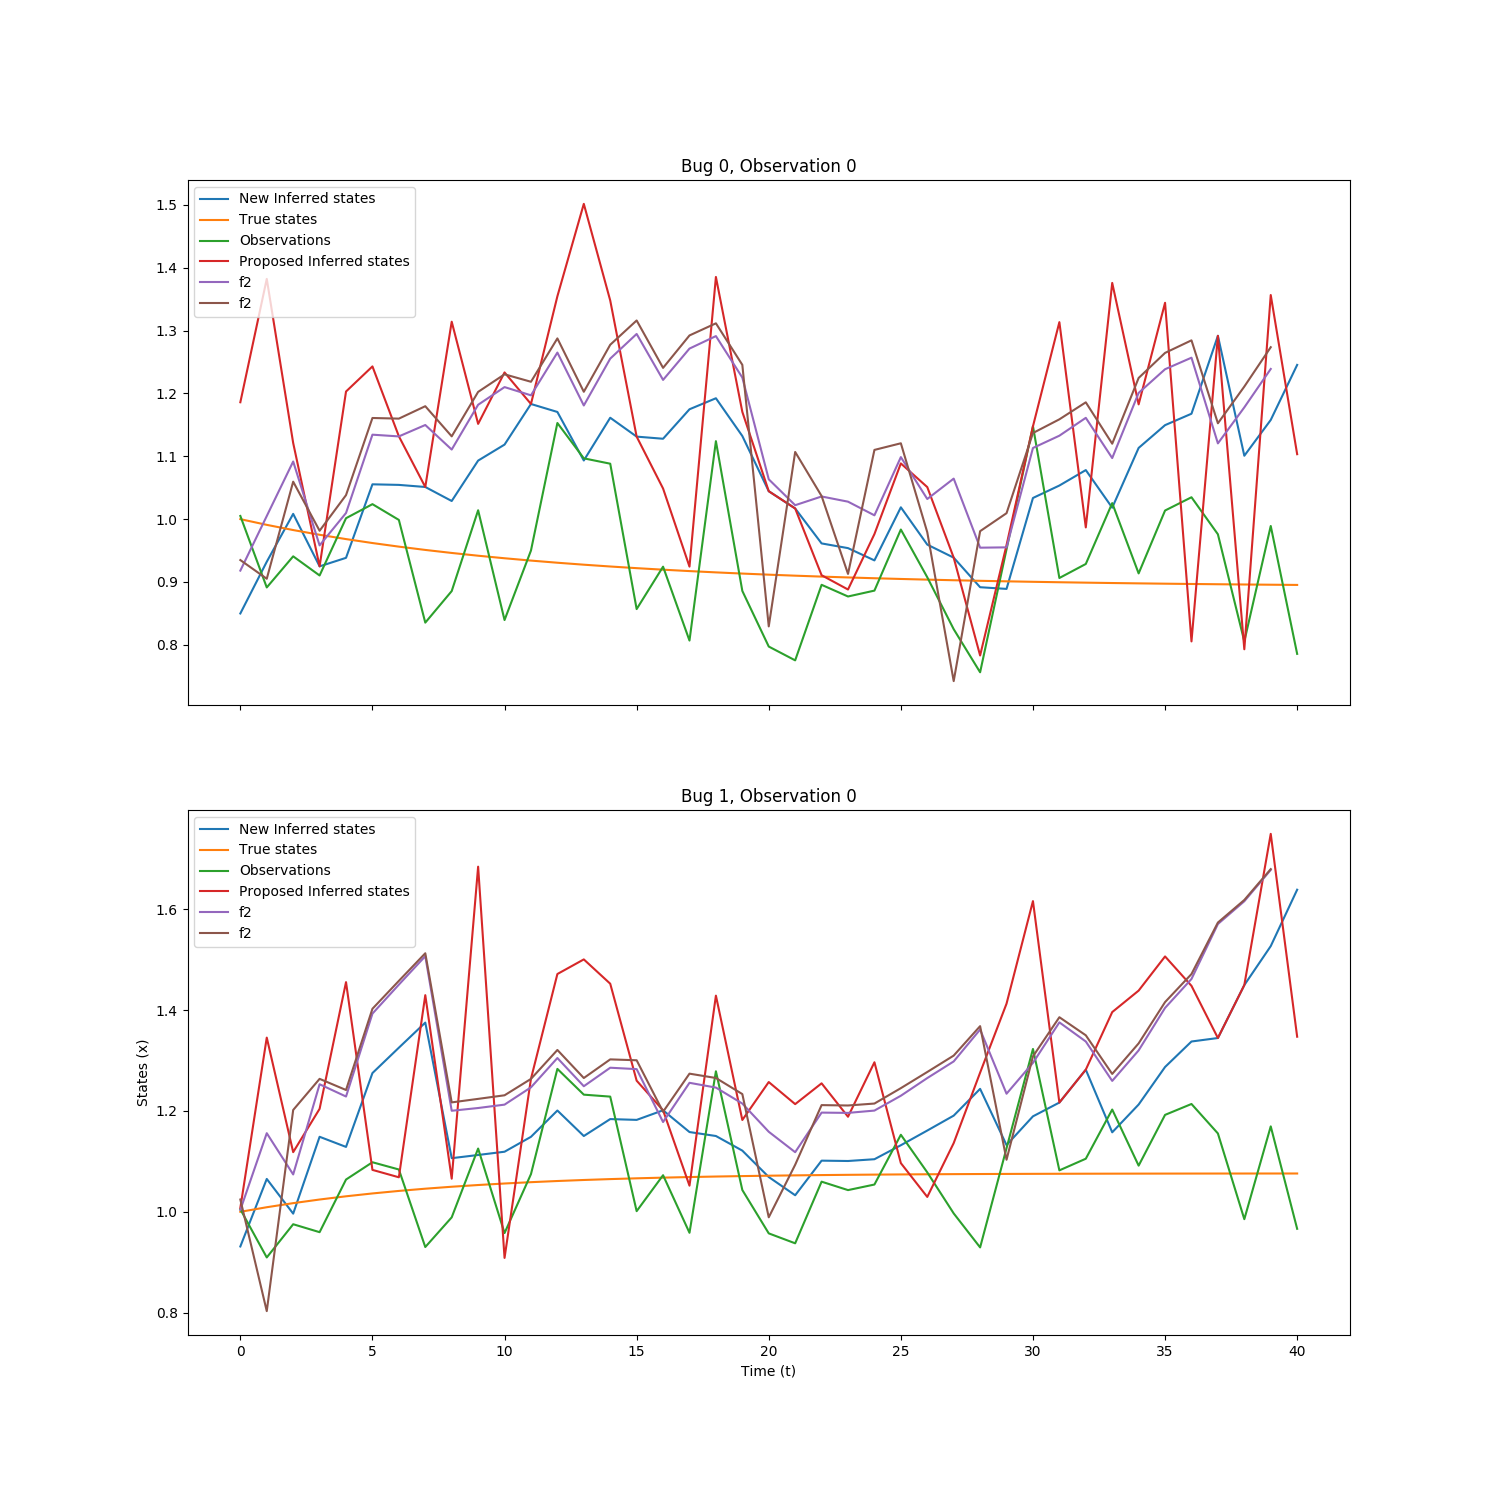 Bug 0, Observation 0
New Inferred states
True states
Observations
Proposed Inferred states
f2
f2
1.5
1.4
1.3
1.2
1.1
1.0
0.9
0.8
Bug 1, Observation 0
New Inferred states
True states
Observations
Proposed Inferred states
f2
f2
1.6
1.4
1.2
1.0
0.8
States (x)
0 5 10 15 20 25 30 35 40
Time (t)